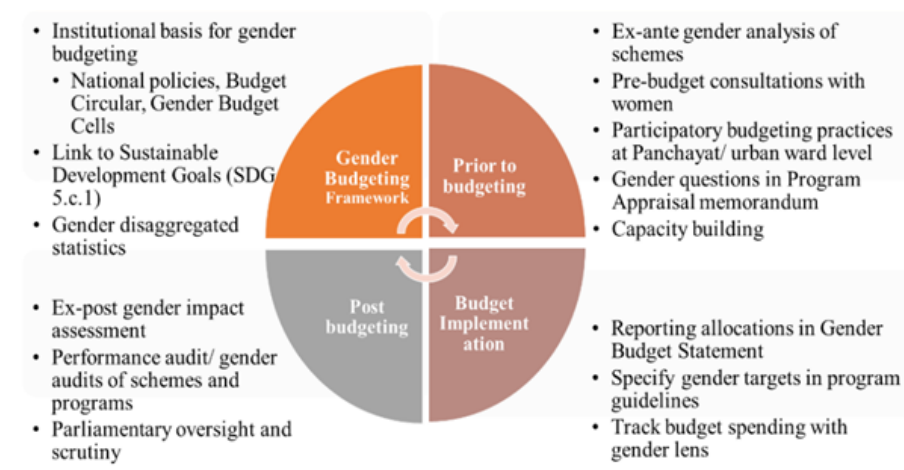 • Institutional basis for gender
budgeting
• National policies, Budget
Circular, Gender Budget
Cells
• Link to Sustainable
Development Goals (SDG
5.c.1)
• Gender disaggregated
statistics
Gender
Budgeting
Framework
Prior to
budgeting
• Ex-ante gender analysis of
schemes
• Pre-budget consultations with
women
• Participatory budgeting practices
at Panchayat/ urban ward level
• Gender questions in Program
Appraisal memorandum
• Capacity building
• Ex-post gender impact
assessment
• Performance audit/ gender
audits of schemes and
programs
• Parliamentary oversight and
scrutiny
Post
budgeting
Budget
Implement
ation
• Reporting allocations in Gender
Budget Statement
• Specify gender targets in program
guidelines
• Track budget spending with
gender lens